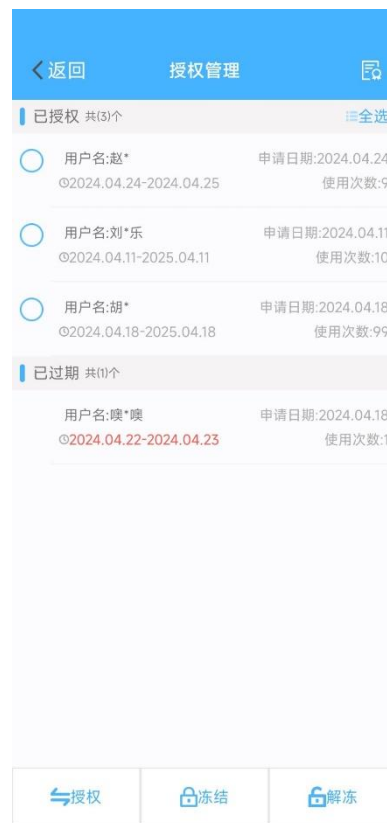 返回
授权管理
已授权 共(3)个
全选
用户名:赵*
申请日期:2024.04.24
2024.04.24-2024.04.25
使用次数:9
用户名:刘*乐
申请日期:2024.04.11
2024.04.11-2025.04.11
使用次数:10
用户名:胡*
申请日期:2024.04.18
2024.04.18-2025.04.18
使用次数:99
已过期 共(1)个
用户名:噢*噢
申请日期:2024.04.18
2024.04.22-2024.04.23
使用次数:1
授权
冻结
解冻